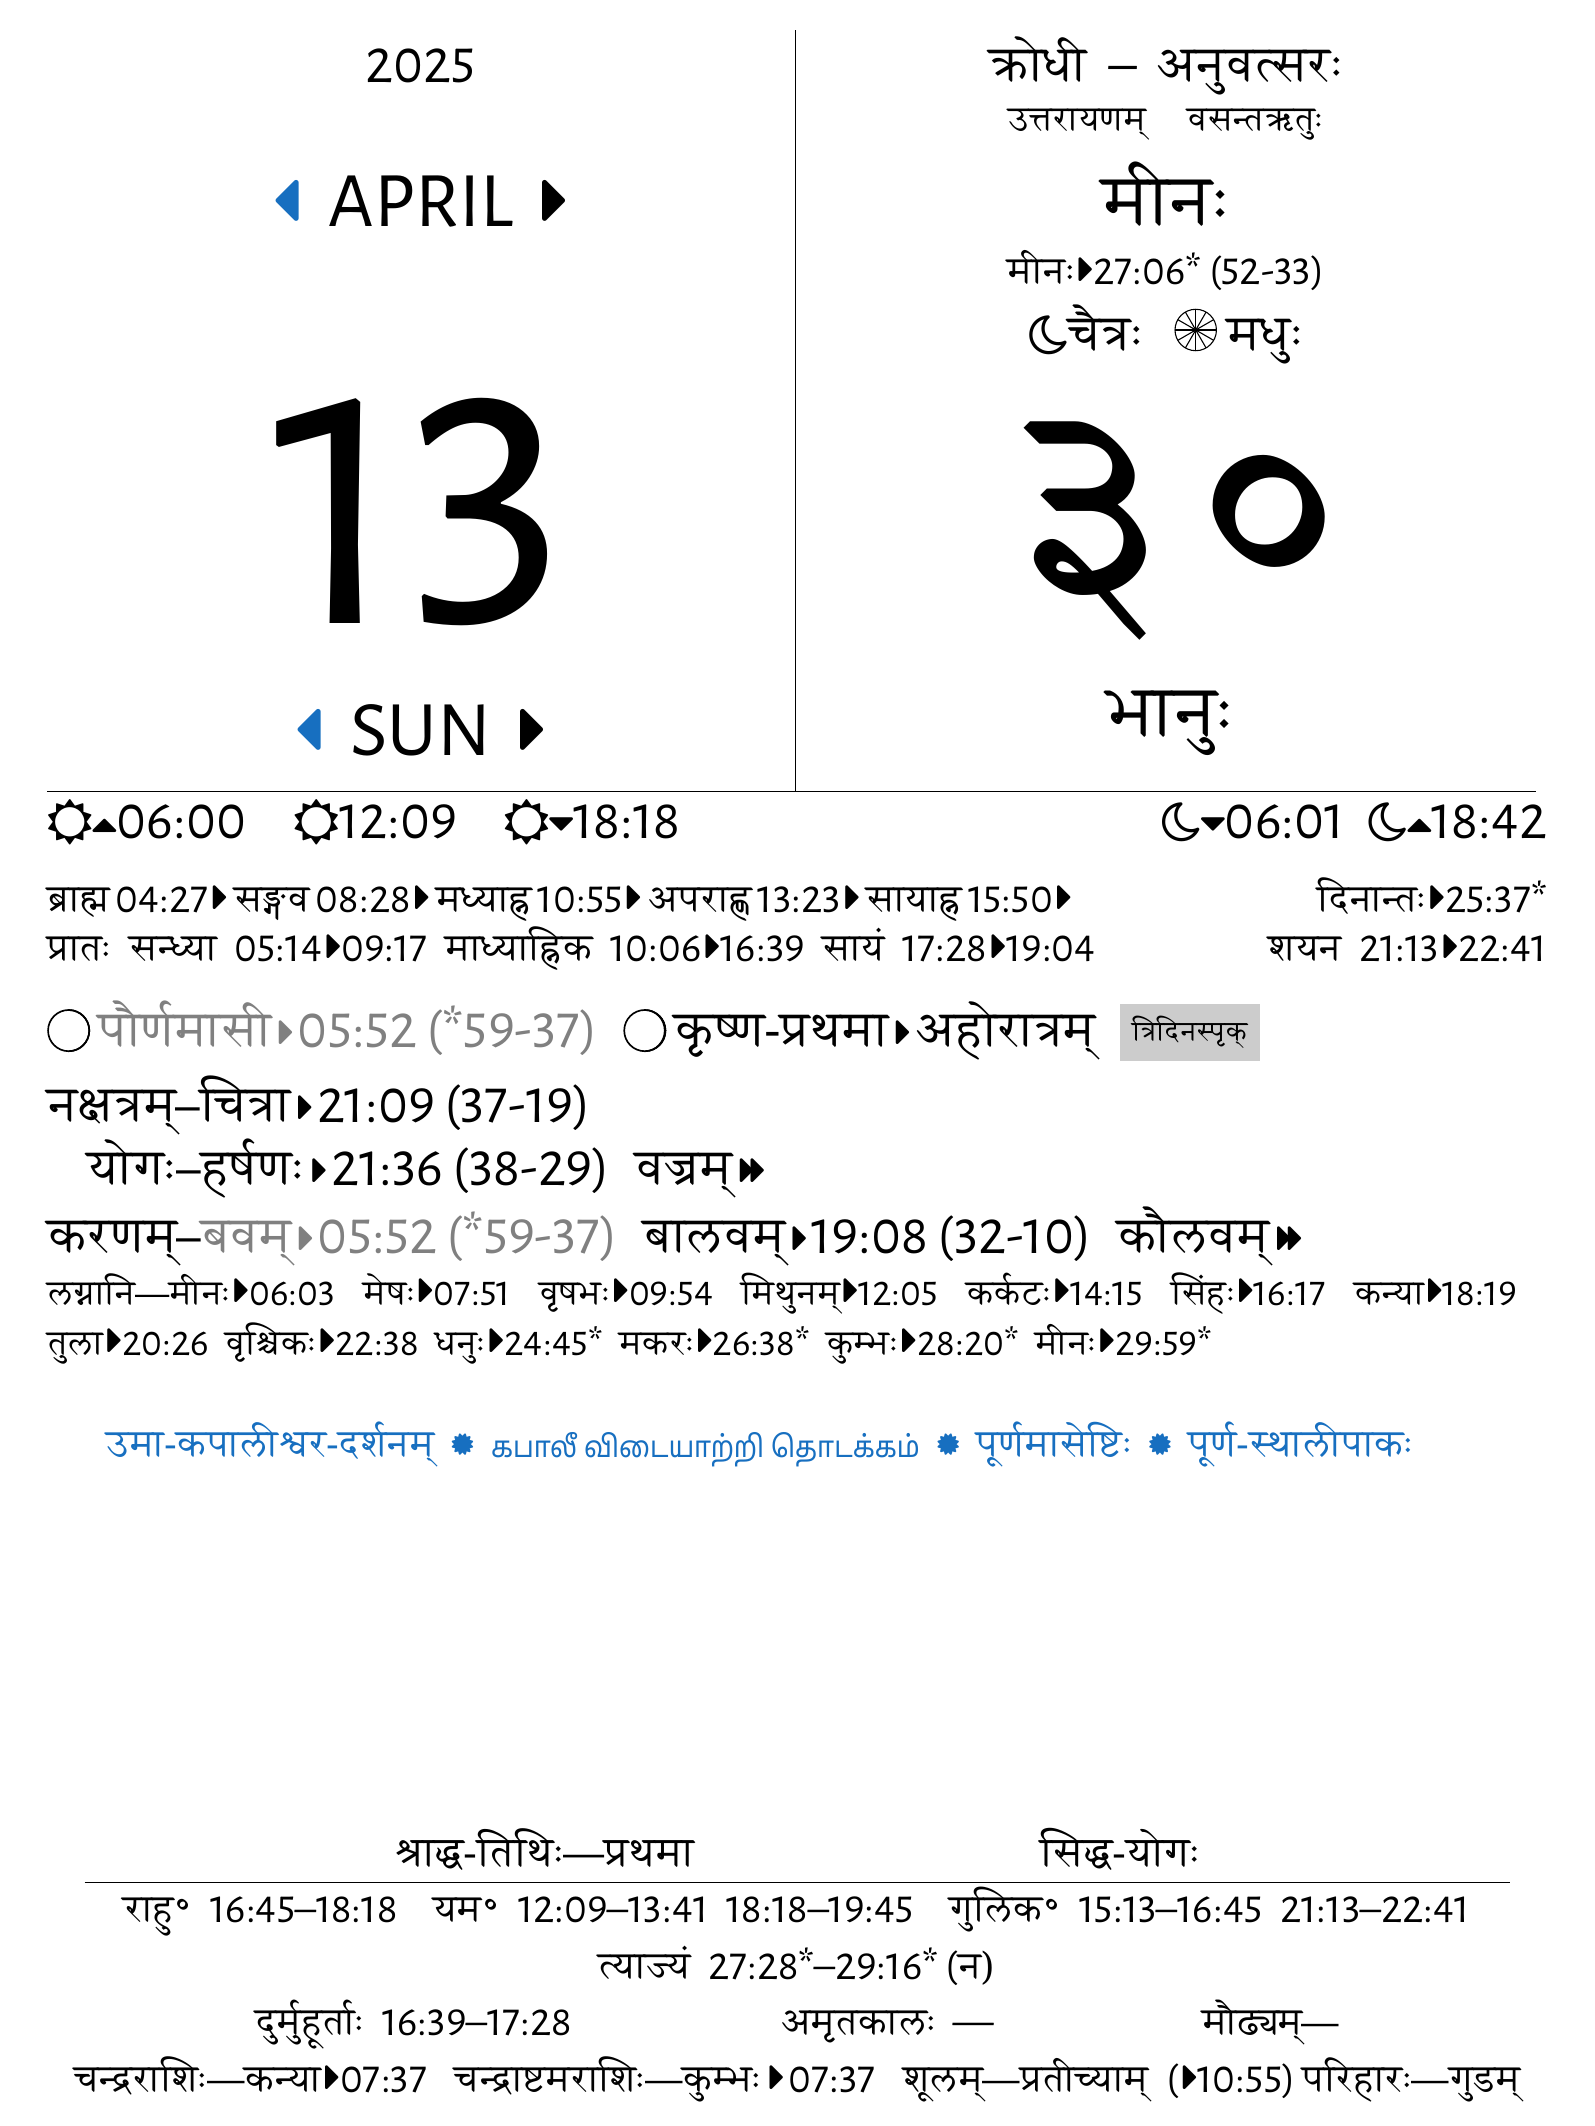 2025
APRIL
13
SUN
क्रोधी – अनुवत्सरः
उत्तरायणम् वसन्तऋतुः
मीनः
मीनः27:06* (52-33)
चैत्रः मधुः
३०
भानुः
06:00 12:09 18:18 06:01 18:42
ब्राह्म 04:27 सङ्गव 08:28 मध्याह्न 10:55 अपराह्ण 13:23 सायाह्न 15:50 दिनान्तः25:37*
प्रातः सन्ध्या 05:14 09:17 माध्याह्निक 10:06 16:39 सायं 17:28 19:04 शयन 21:13 22:41
पौर्णमासी 05:52 (*59-37) कृष्ण-प्रथमा अहोरात्रम् त्रिदिनस्पृक्
नक्षत्रम्–चित्रा 21:09 (37-19)
योगः–हर्षणः 21:36 (38-29) वज्रम्
करणम्–बवम् 05:52 (*59-37) बालवम् 19:08 (32-10) कौलवम्
लग्नानि—मीनः 06:03 मेषः 07:51 वृषभः 09:54 मिथुनम् 12:05 कर्कटः 14:15 सिंहः 16:17 कन्या 18:19
तुला 20:26 वृश्चिकः 22:38 धनुः 24:45* मकरः 26:38* कुम्भः 28:20* मीनः 29:59*
उमा-कपालीश्वर-दर्शनम् ✹ கபாலீ விடையாற்றி தொடக்கம் ✹ पूर्णमासेष्टिः ✹ पूर्ण-स्थालीपाकः
श्राद्ध-तिथिः—प्रथमा सिद्ध-योगः
राहु॰ 16:45–18:18 यम॰ 12:09–13:41 18:18–19:45 गुलिक॰ 15:13–16:45 21:13–22:41
त्याज्यं 27:28*–29:16* (न)
दुर्मुहूर्ताः 16:39–17:28 अमृतकालः — मौढ्यम्—
चन्द्रराशिः—कन्या 07:37 चन्द्राष्टमराशिः—कुम्भः 07:37 शूलम्—प्रतीच्याम् (10:55) परिहारः—गुडम्